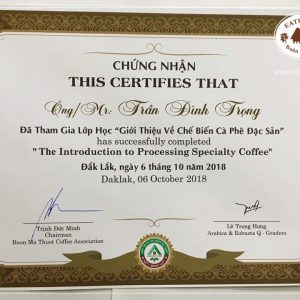 CHỨNG NHẬN
THIS CERTIFIES THAT
Ông/Mr: Trần Đình Trọng
Đã Tham Gia Lớp Học "Giới Thiệu Về Chế Biến Cà Phê Đặc Sản"
has successfully completed
"The Introduction to Processing Specialty Coffee"
Đắk Lắk, ngày 6 tháng 10 năm 2018
Daklak, 06 October 2018
Trịnh Đức Minh
Chairman
Buon Ma Thuot Coffee Association
Lê Trung Hưng
Arabica & Robusta Q - Graders